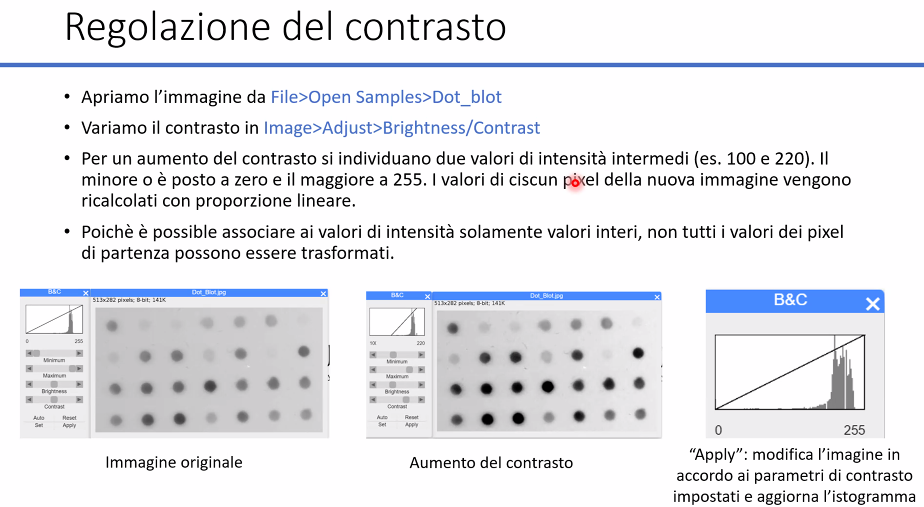 Regolazione del contrasto
• Apriamo l’immagine da File>Open Samples>Dot_blot
• Variamo il contrasto in Image>Adjust>Brightness/Contrast
• Per un aumento del contrasto si individuano due valori di intensità intermedi (es. 100 e 220). Il
minore o è posto a zero e il maggiore a 255. I valori di ciscun pixel della nuova immagine vengono
ricalcolati con proporzione lineare.
• Poichè è possible associare ai valori di intensità solamente valori interi, non tutti i valori dei pixel
di partenza possono essere trasformati.
B&C
0 255
Minimum
Maximum
Brightness
Contrast
Auto Reset
Set Apply
Dot_Blot.jpg
513x282 pixels; 8-bit; 141K
B&C
220
Minimum
Maximum
Brightness
Contrast
Auto Reset
Set Apply
Dot_Blot.jpg
513x282 pixels; 8-bit; 141K
B&C
0 255
Immagine originale
Aumento del contrasto
“Apply”: modifica l’imagine in
accordo ai parametri di contrasto
impostati e aggiorna l’istogramma